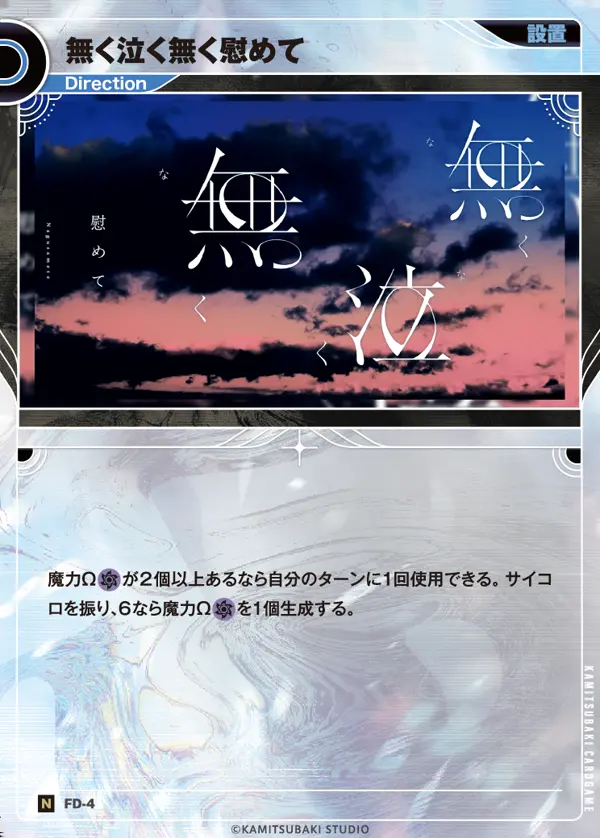 設置
無く泣く無く慰めて
Direction
な
無く
な
泣く
な
無く
慰めて
Nagusamete
魔力Ωが2個以上あるなら自分のターンに1回使用できる。サイコ
ロを振り、6なら魔力Ωを1個生成する。
KAMITSUBAKI CARDGAME
N FD-4
©KAMITSUBAKI STUDIO